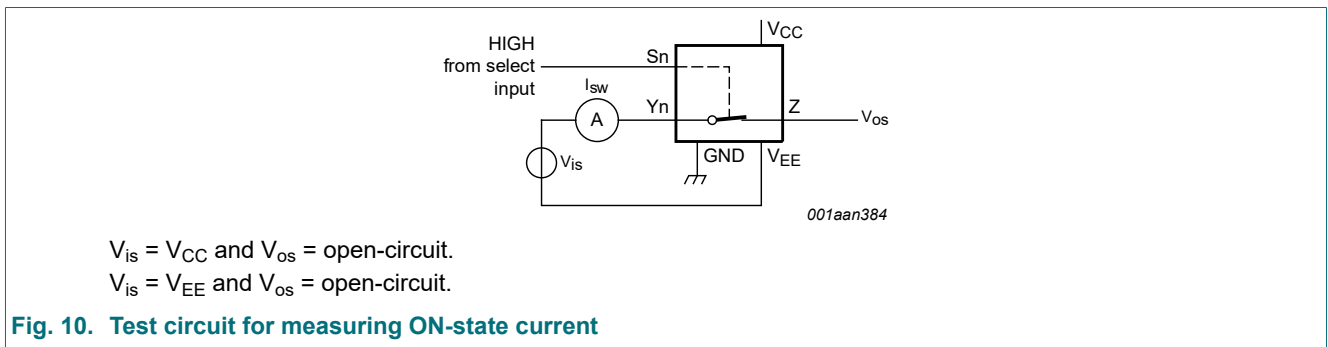 HIGH
from select
input
Sn
VCC
Isw
A
Yn
Z
Vos
Vis
GND
VEE
001aan384
Vis = VCC and Vos = open-circuit.
Vis = VEE and Vos = open-circuit.
Fig. 10. Test circuit for measuring ON-state current